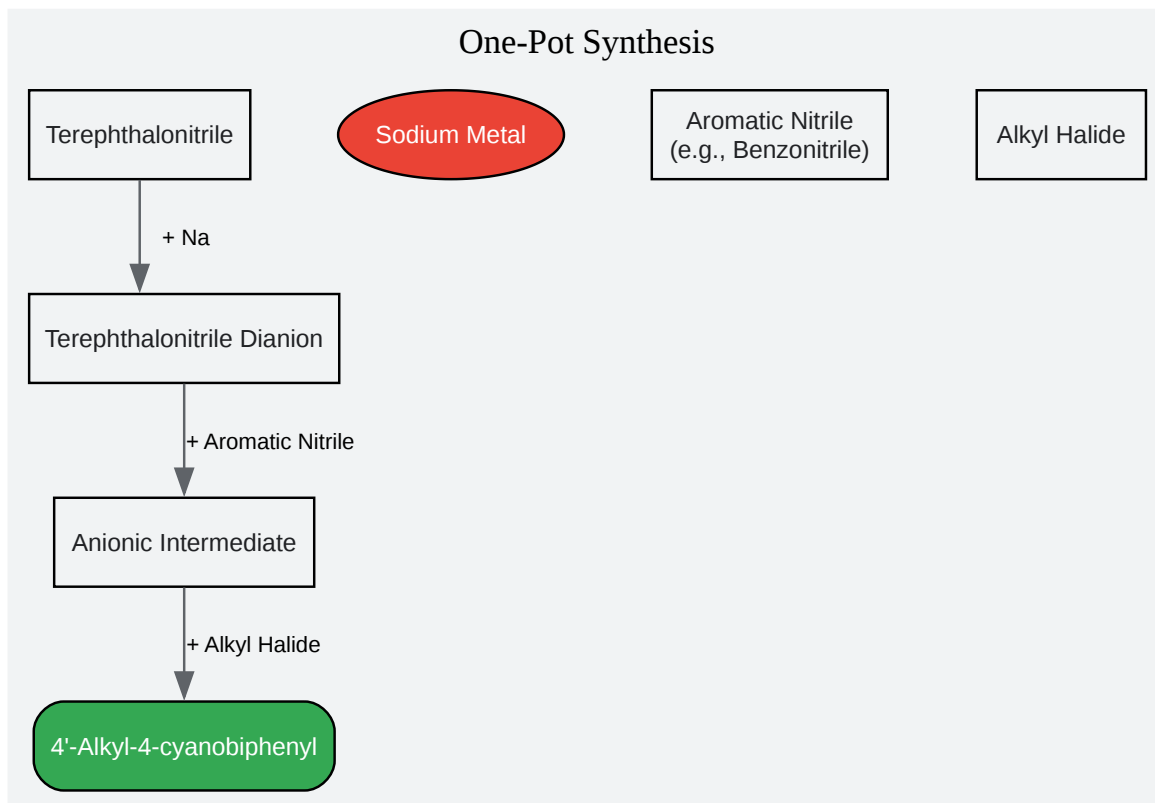 One-Pot Synthesis
Terephthalonitrile
Sodium Metal
Aromatic Nitrile
(e.g., Benzonitrile)
Alkyl Halide
+ Na
Terephthalonitrile Dianion
+ Aromatic Nitrile
Anionic Intermediate
+ Alkyl Halide
4'-Alkyl-4-cyanobiphenyl